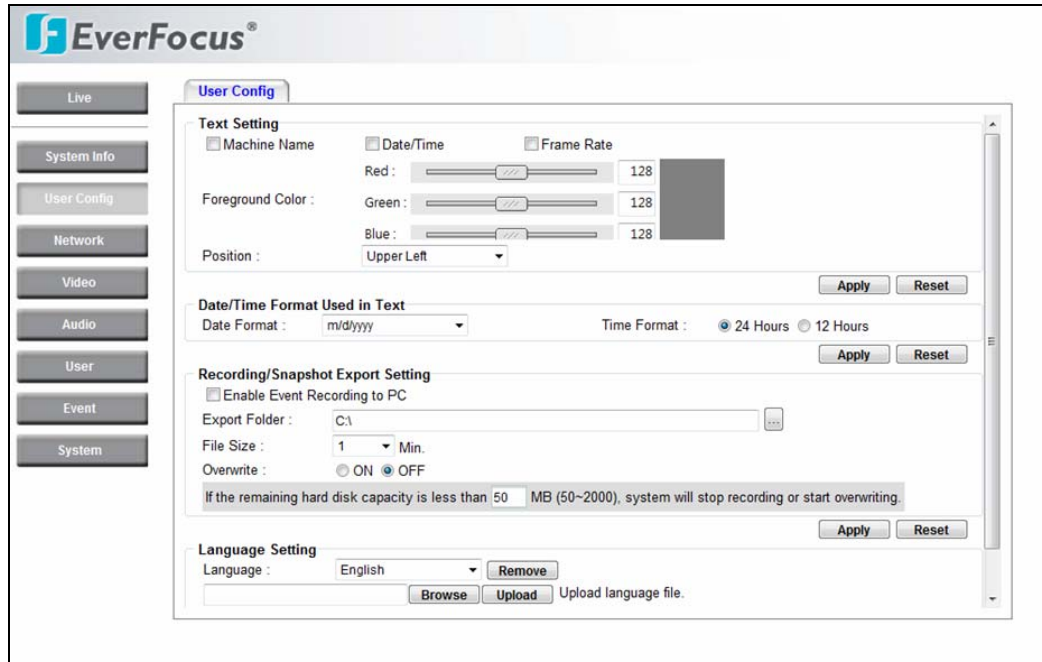 EverFocus®
Live
System Info
User Config
Network
Video
Audio
User
Event
System
User Config
Text Setting
Machine Name Date/Time Frame Rate
Foreground Color :
Red : 128
Green : 128
Blue : 128
Position : Upper Left
Apply Reset
Date/Time Format Used in Text
Date Format : m/d/yyyy Time Format : 24 Hours 12 Hours
Apply Reset
Recording/Snapshot Export Setting
Enable Event Recording to PC
Export Folder : C:\ ...
File Size : 1 Min.
Overwrite : ON OFF
If the remaining hard disk capacity is less than 50 MB (50~2000), system will stop recording or start overwriting.
Apply Reset
Language Setting
Language : English Remove
Browse Upload Upload language file.